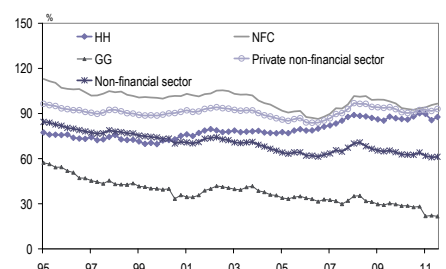 %
150
HH NFC
GG Private non-financial sector
Non-financial sector
120
90
60
30
0
95 97 99 01 03 05 07 09 11